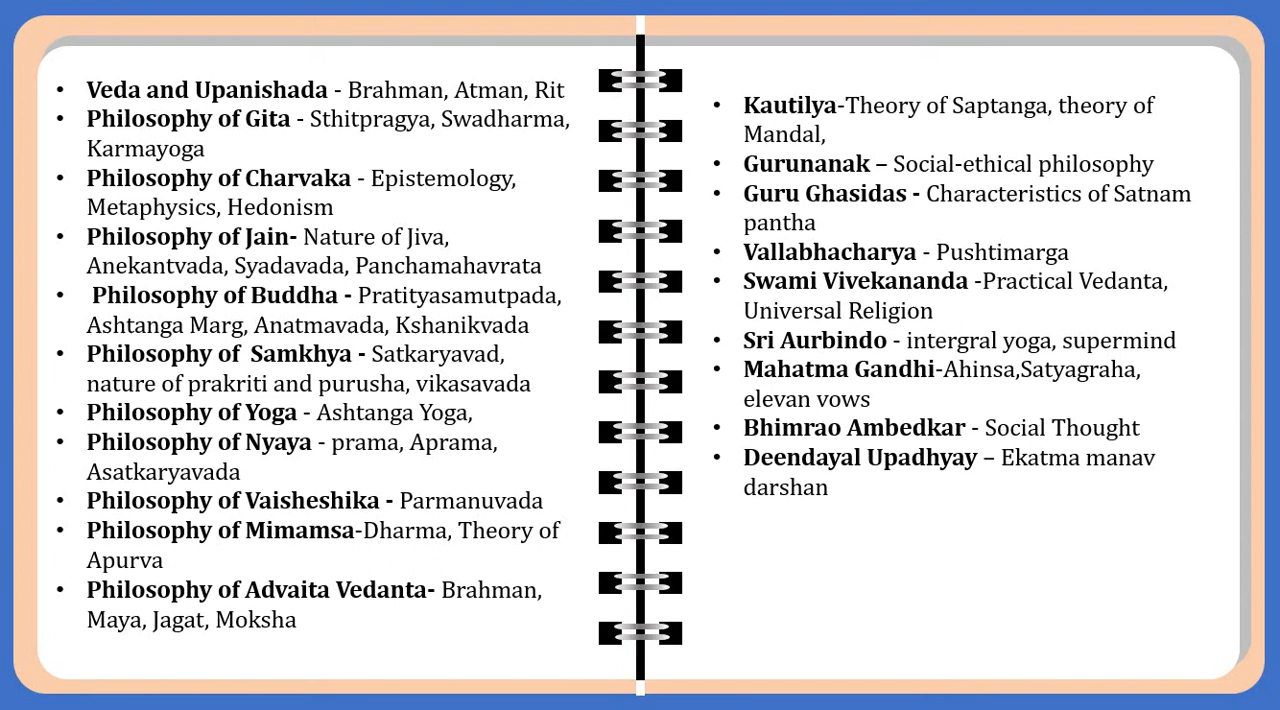 • Veda and Upanishada - Brahman, Atman, Rit
• Philosophy of Gita - Sthitpragya, Swadharma,
Karmayoga
• Philosophy of Charvaka - Epistemology,
Metaphysics, Hedonism
• Philosophy of Jain- Nature of Jiva,
Anekantvada, Syadavada, Panchamahavrata
• Philosophy of Buddha - Pratityasamutpada,
Ashtanga Marg, Anatmavada, Kshanikvada
• Philosophy of Samkhya - Satkaryavad,
nature of prakriti and purusha, vikasavada
• Philosophy of Yoga - Ashtanga Yoga,
• Philosophy of Nyaya - prama, Aprama,
Asatkaryavada
• Philosophy of Vaisheshika - Parmanuvada
• Philosophy of Mimamsa-Dharma, Theory of
Apurva
• Philosophy of Advaita Vedanta- Brahman,
Maya, Jagat, Moksha
• Kautilya-Theory of Saptanga, theory of
Mandal,
• Gurunanak – Social-ethical philosophy
• Guru Ghasidas - Characteristics of Satnam
pantha
• Vallabhacharya - Pushtimarga
• Swami Vivekananda -Practical Vedanta,
Universal Religion
• Sri Aurbindo - intergral yoga, supermind
• Mahatma Gandhi-Ahinsa,Satyagraha,
elevan vows
• Bhimrao Ambedkar - Social Thought
• Deendayal Upadhyay – Ekatma manav
darshan